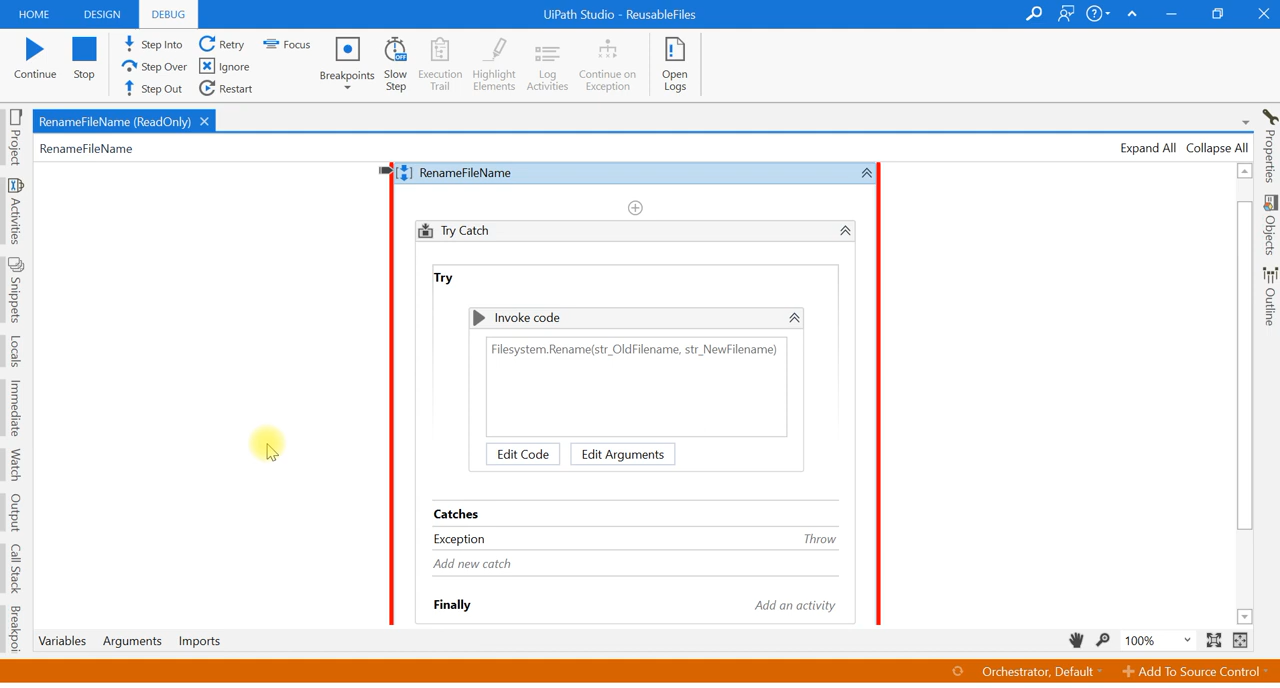 HOME DESIGN DEBUG UiPath Studio - ReusableFiles
Continue
Stop
Step Into
Step Over
Step Out
Retry
Ignore
Restart
Focus
Breakpoints
Slow
Step
OFF
Execution
Trail
Highlight
Elements
Log
Activities
Continue on
Exception
Open
Logs
RenameFileName (ReadOnly)
RenameFileName
Expand All Collapse All
Project
Activities
Snippets
Locals
Immediate
Watch
Output
Call Stack
Breakpoi
RenameFileName
Try Catch
Try
Invoke code
Filesystem.Rename(str_OldFilename, str_NewFilename)
Edit Code Edit Arguments
Catches
Exception Throw
Add new catch
Finally Add an activity
Properties
Objects
Outline
Variables Arguments Imports 100%
Orchestrator, Default Add To Source Control